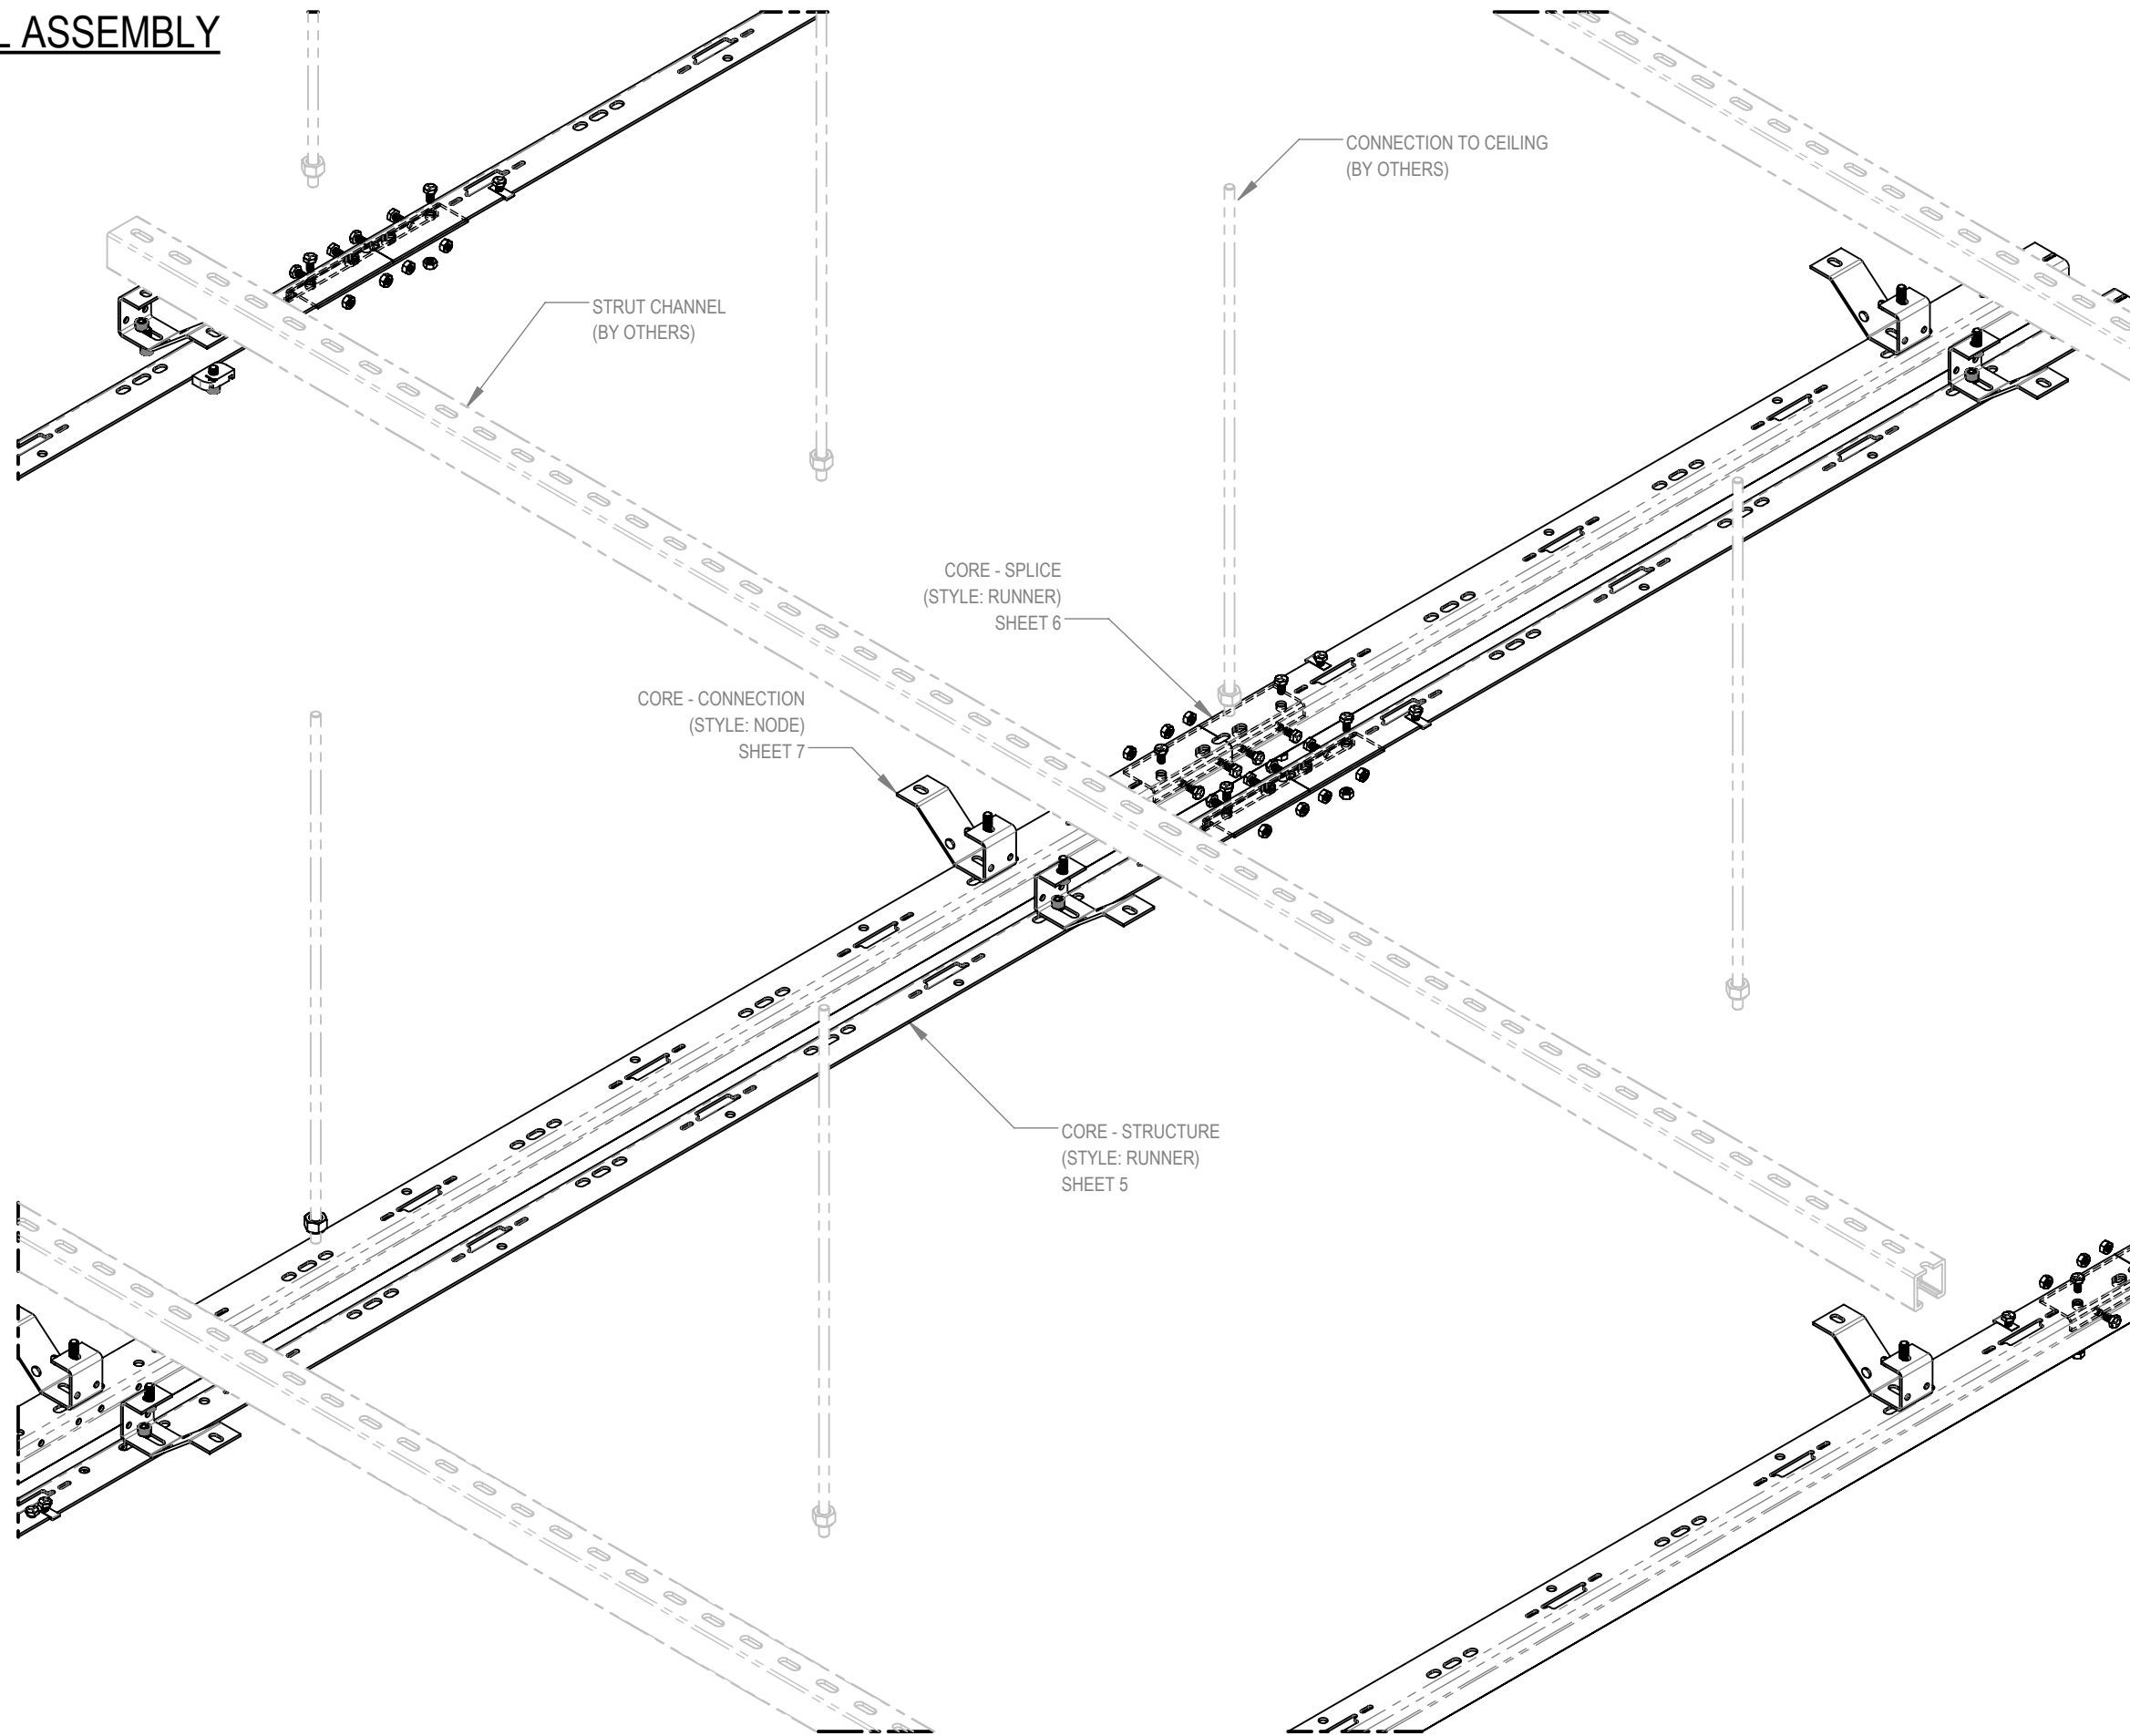 ASSEMBLY
CONNECTION TO CEILING
(BY OTHERS)
STRUT CHANNEL
(BY OTHERS)
CORE - SPLICE
(STYLE: RUNNER)
SHEET 6
CORE - CONNECTION
(STYLE: NODE)
SHEET 7
CORE - STRUCTURE
(STYLE: RUNNER)
SHEET 5